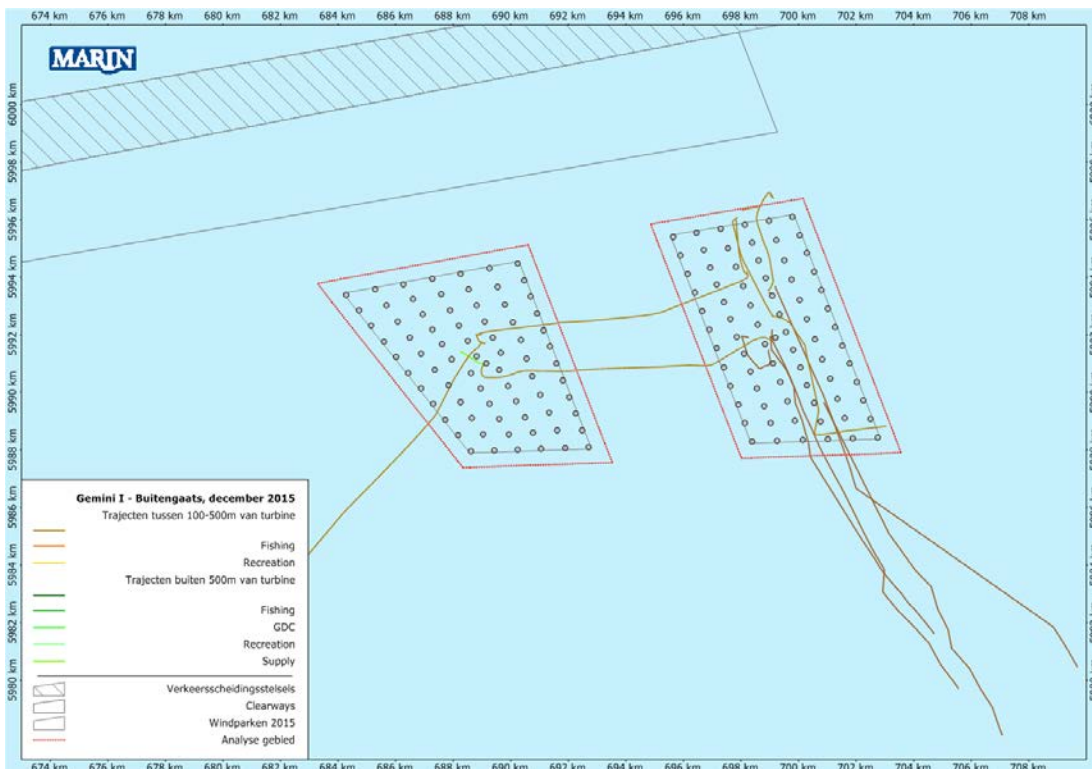 674 km 676 km 678 km 680 km 682 km 684 km 686 km 688 km 690 km 692 km 694 km 696 km 698 km 700 km 702 km 704 km 706 km 708 km
MARIN
6000 km
5998 km
5996 km
5994 km
5992 km
5990 km
5988 km
5986 km
5984 km
5982 km
5980 km
Gemini I - Buitengaats, december 2015
Trajecten tussen 100-500m van turbine
Fishing
Recreation
Trajecten buiten 500m van turbine
Fishing
GDC
Recreation
Supply
Verkeersscheidingsstelsels
Clearways
Windparken 2015
Analyse gebied
674 km 676 km 678 km 680 km 682 km 684 km 686 km 688 km 690 km 692 km 694 km 696 km 698 km 700 km 702 km 704 km 706 km 708 km